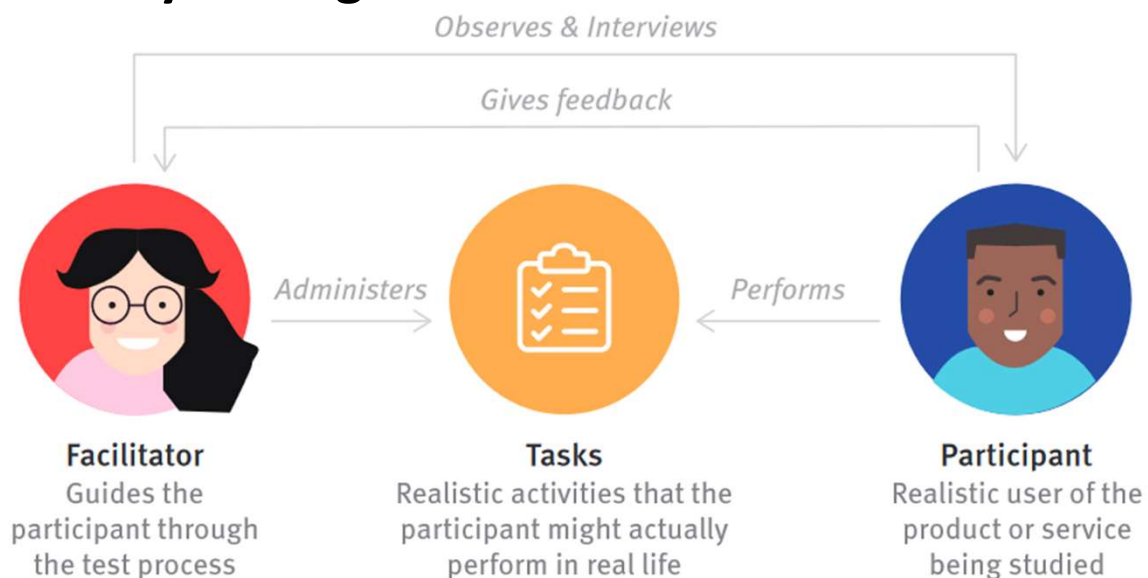 Observes & Interviews
Gives feedback
Administers
Performs
Facilitator
Guides the
participant through
the test process
Tasks
Realistic activities that the
participant might actually
perform in real life
Participant
Realistic user of the
product or service
being studied